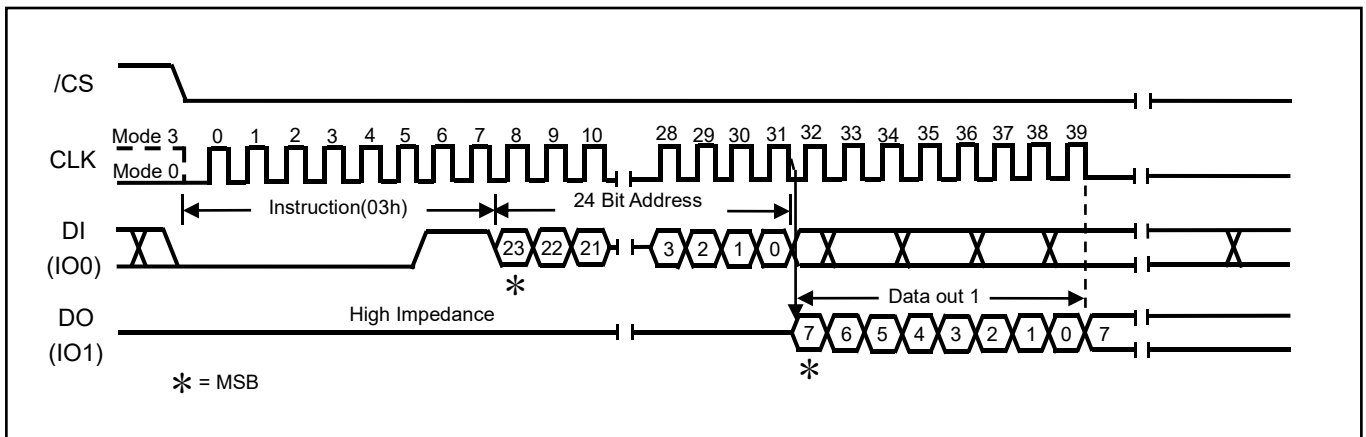 /CS
Mode 3 0 1 2 3 4 5 6 7 8 9 10 28 29 30 31 32 33 34 35 36 37 38 39
CLK
Mode 0
Instruction(03h) 24 Bit Address
DI
(IO0)
23 22 21 3 2 1 0
*
Data out 1
High Impedance
DO
(IO1)
7 6 5 4 3 2 1 0 7
*
* = MSB